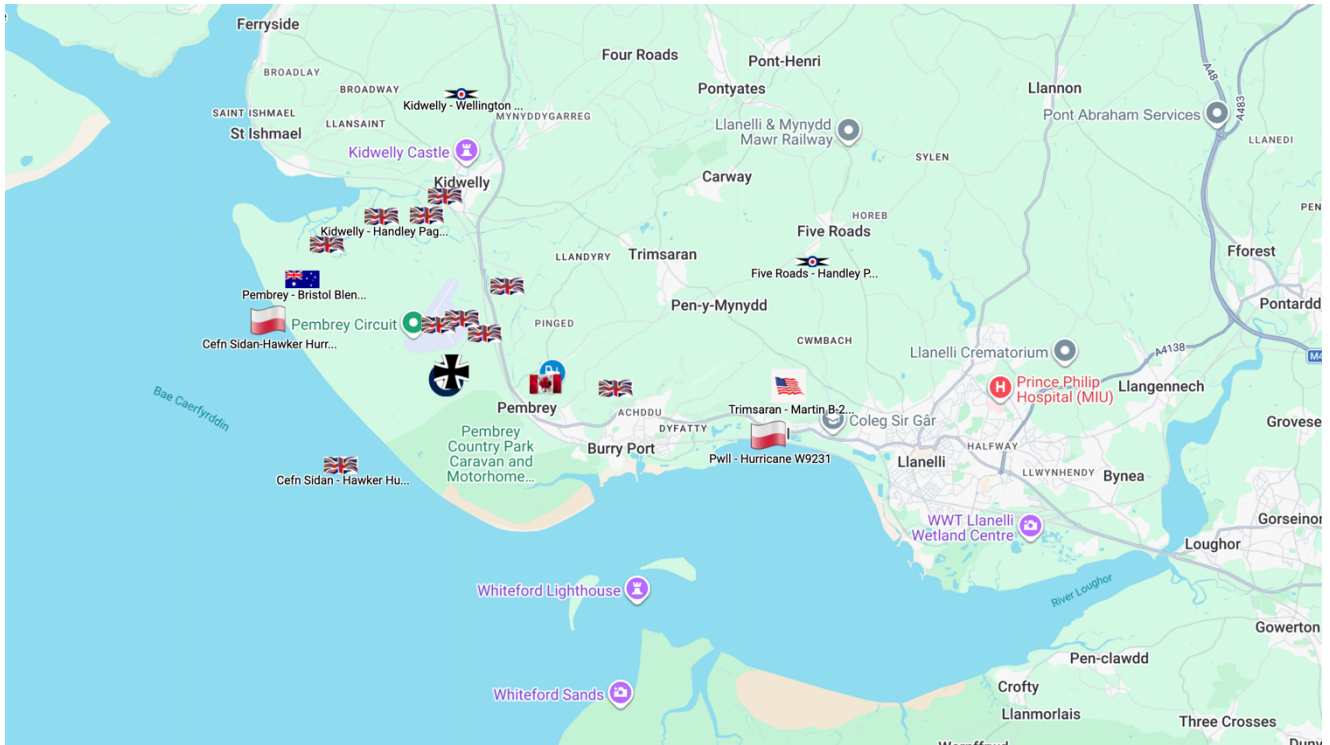 Ferryside
Four Roads
Pont-Henri
BROADLAY
BROADWAY
Pontyates
Llannon
A48
A483
Kidwelly - Wellington ...
SAINT ISHMAEL
LLANSAINT
MYNYDDYGARREG
Llanelli & Mynydd
Mawr Railway
Pont Abraham Services
St Ishmael
LLANEDI
Kidwelly Castle
SYLEN
Kidwelly
Carway
PEN
HOREB
Kidwelly - Handley Pag...
Five Roads
LLANDYRY
Trimsaran
Fforest
Five Roads - Handley P...
Pembrey - Bristol Blen...
Pen-y-Mynydd
Pontardd
Pembrey Circuit
PINGED
Cefn Sidan-Hawker Hurr...
CWMBACH
Llanelli Crematorium
A4138
M4
Prince Philip
Hospital (MIU)
Llangennech
Bae Caerfyrddin
Pembrey
ACHDDU
Trimsaran - Martin B-2...
Coleg Sir Gâr
Grovese
DYFATTY
Pembrey
Country Park
Caravan and
Motorhome...
Burry Port
HALFWAY
Pwll - Hurricane W9231
Llanelli
LLWYNHENDY
Bynea
Cefn Sidan - Hawker Hu...
WWT Llanelli
Wetland Centre
Gorseinon
Loughor
Whiteford Lighthouse
River Loughor
Gowerton
Pen-clawdd
Whiteford Sands
Crofty
Llanmorlais
Three Crosses